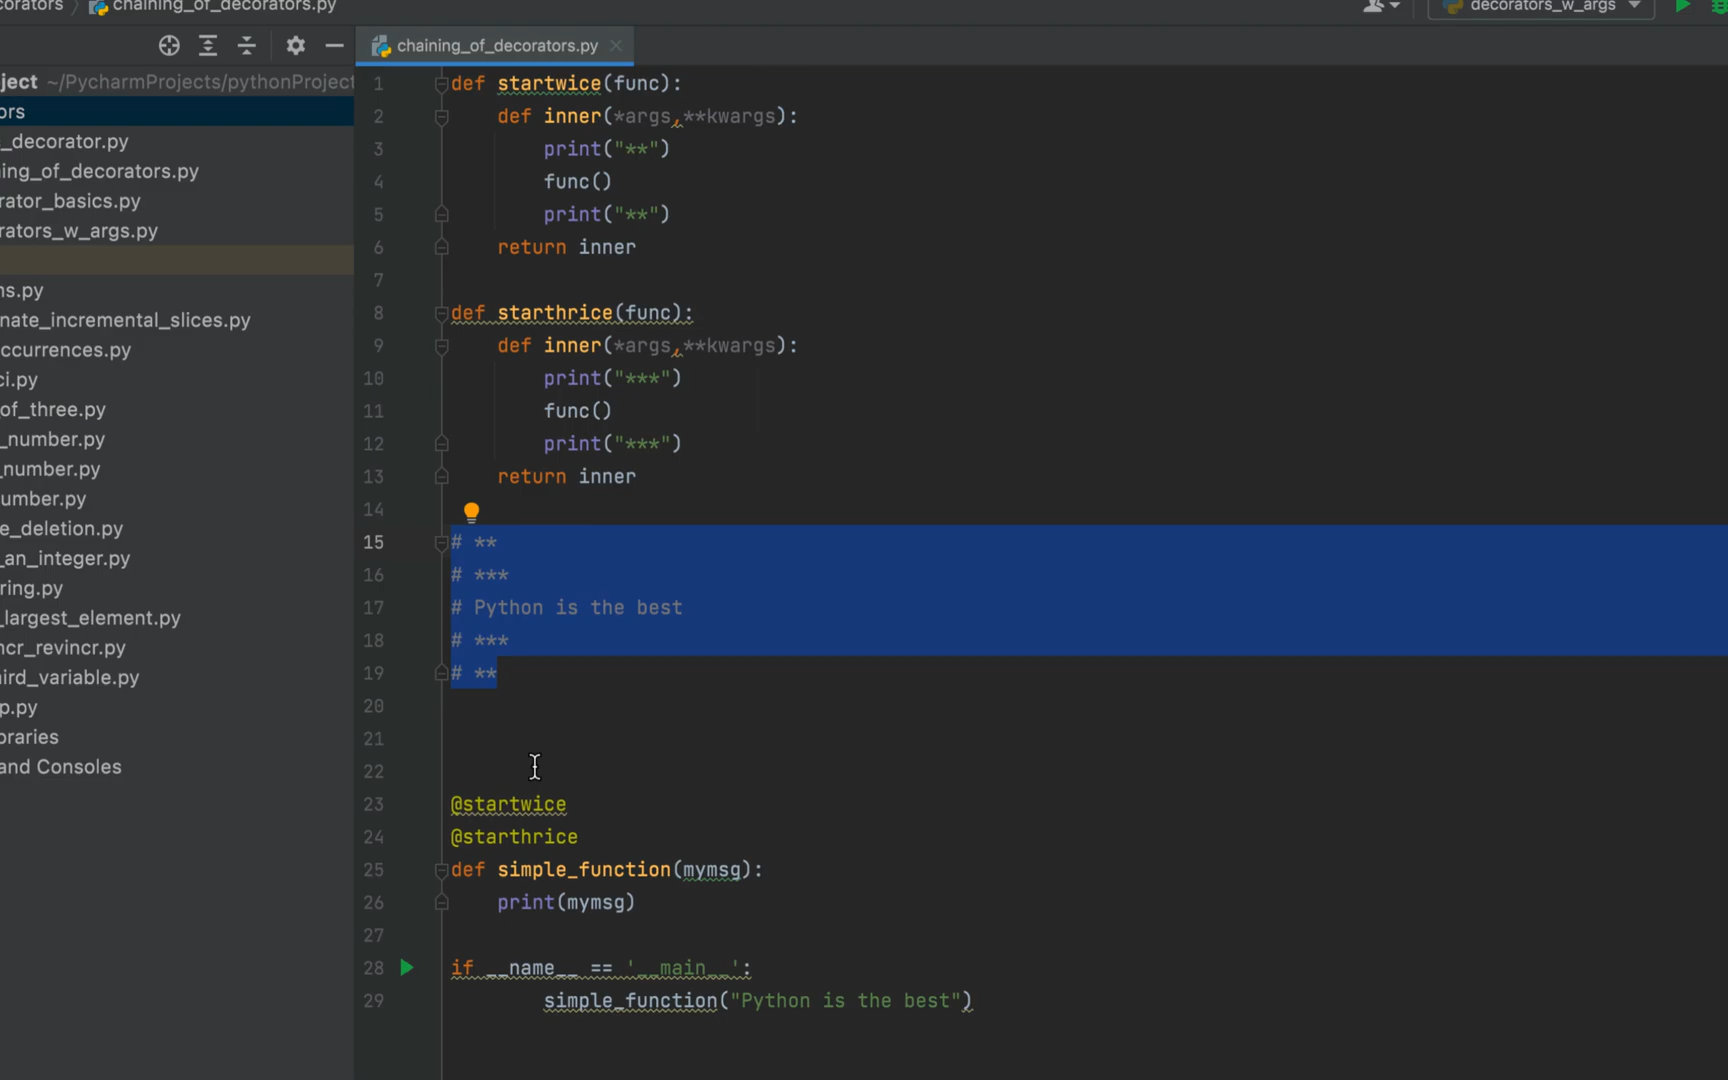 corators > chaining_of_decorators.py
decorators_w_args
chaining_of_decorators.py
ject ~/PycharmProjects/pythonProject
ors
_decorator.py
ing_of_decorators.py
rator_basics.py
rators_w_args.py
ns.py
nate_incremental_slices.py
ccurrences.py
ci.py
of_three.py
_number.py
_number.py
umber.py
e_deletion.py
_an_integer.py
ring.py
_largest_element.py
ncr_revincr.py
ird_variable.py
p.py
braries
and Consoles
1 def startwice(func):
2 def inner(*args,**kwargs):
3 print("**")
4 func()
5 print("**")
6 return inner
7
8 def starthrice(func):
9 def inner(*args,**kwargs):
10 print("***")
11 func()
12 print("***")
13 return inner
14
15 # **
16 # ***
17 # Python is the best
18 # ***
19 # **
20
21
22
23 @startwice
24 @starthrice
25 def simple_function(mymsg):
26 print(mymsg)
27
28 if __name__ == '__main__':
29 simple_function("Python is the best")